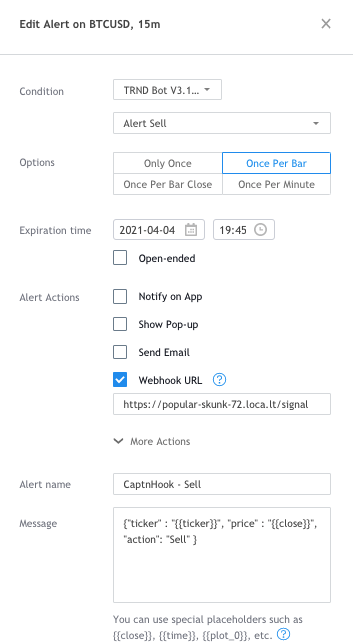 Edit Alert on BTCUSD, 15m
Condition
TRND Bot V3.1...
Alert Sell
Options
Only Once
Once Per Bar
Once Per Bar Close
Once Per Minute
Expiration time
2021-04-04
19:45
Open-ended
Alert Actions
Notify on App
Show Pop-up
Send Email
Webhook URL
https://popular-skunk-72.loca.lt/signal
More Actions
Alert name
CaptnHook - Sell
Message
{"ticker" : "{{ticker}}", "price" : "{{close}}",
"action": "Sell" }
You can use special placeholders such as
{{close}}, {{time}}, {{plot_0}}, etc.